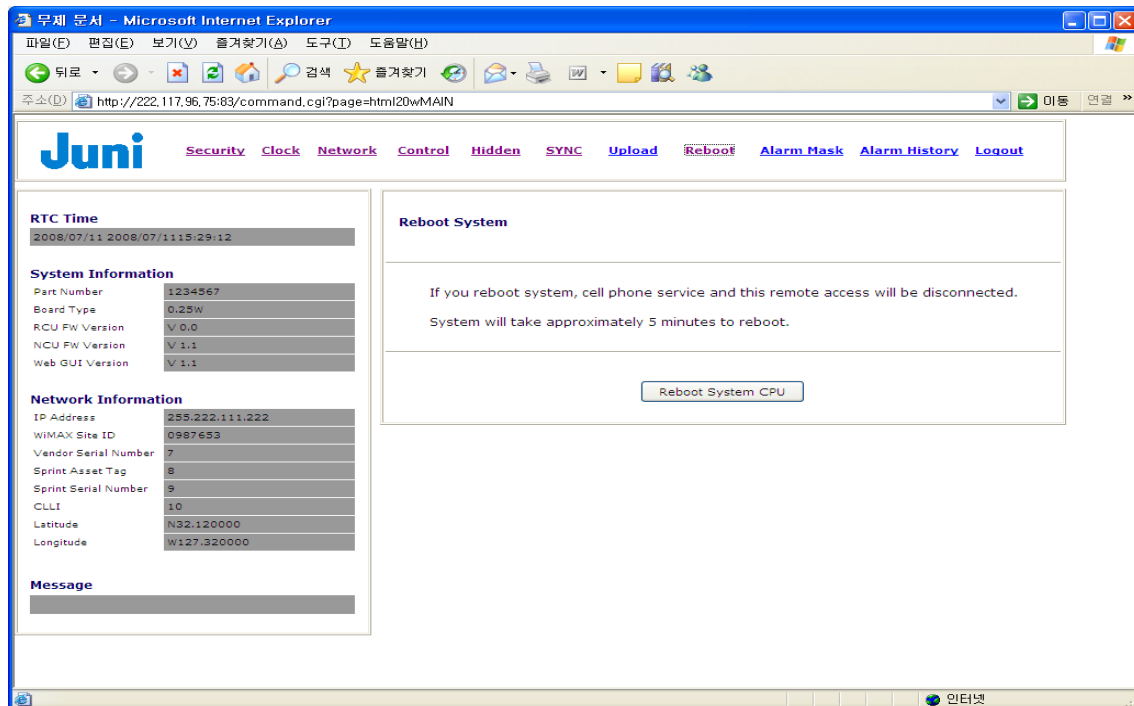 무제 문서 - Microsoft Internet Explorer
파일(F) 편집(E) 보기(V) 즐겨찾기(A) 도구(T) 도움말(H)
뒤로 검색 즐겨찾기
주소(D) http://222,117,96,75:83/command,cgi?page=html20wMAIN 이동 연결 »
Juni Security Clock Network Control Hidden SYNC Upload Reboot Alarm Mask Alarm History Logout
RTC Time
2008/07/11 2008/07/1115:29:12
System Information
Part Number 1234567
Board Type 0.25W
RCU FW Version V 0.0
NCU FW Version V 1.1
Web GUI Version V 1.1
Network Information
IP Address 255.222.111.222
WiMAX Site ID 0987653
Vendor Serial Number 7
Sprint Asset Tag 8
Sprint Serial Number 9
CLLI 10
Latitude N32.120000
Longitude W127.320000
Message
Reboot System
If you reboot system, cell phone service and this remote access will be disconnected.
System will take approximately 5 minutes to reboot.
Reboot System CPU
인터넷